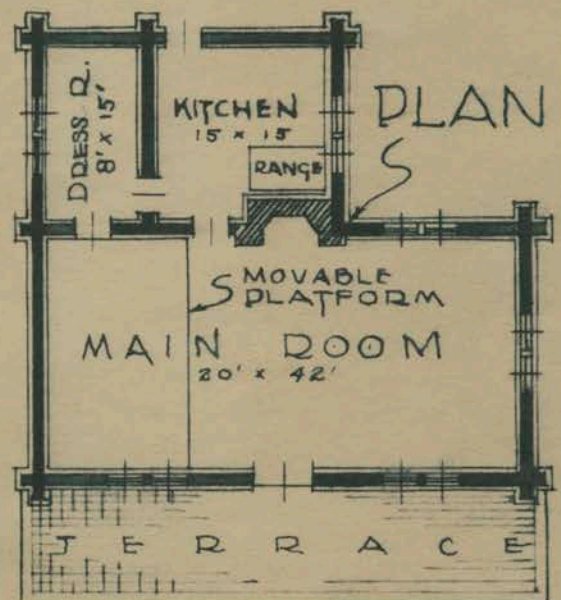 PLAN
DRESS R.
8' x 15'
KITCHEN
15 x 15
RANGE
MOVABLE
PLATFORM
MAIN ROOM
20' x 42'
TERRACE